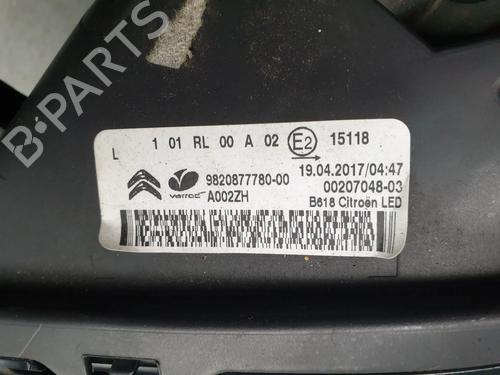 L 1 01 RL 00 A 02 E2 15118
19.04.2017/04:47
varroc 9820877780-00 00207048-03
A002ZH B618 Citroën LED
B-PARTS